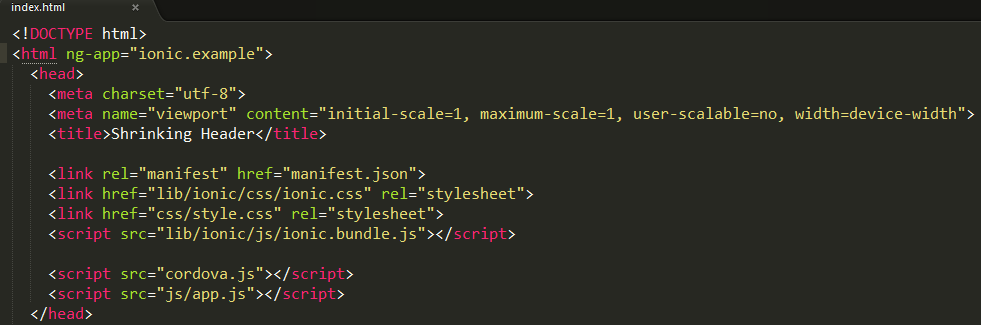 index.html ×
<!DOCTYPE html>
<html ng-app="ionic.example">
  <head>
    <meta charset="utf-8">
    <meta name="viewport" content="initial-scale=1, maximum-scale=1, user-scalable=no, width=device-width">
    <title>Shrinking Header</title>

    <link rel="manifest" href="manifest.json">
    <link href="lib/ionic/css/ionic.css" rel="stylesheet">
    <link href="css/style.css" rel="stylesheet">
    <script src="lib/ionic/js/ionic.bundle.js"></script>

    <script src="cordova.js"></script>
    <script src="js/app.js"></script>
  </head>